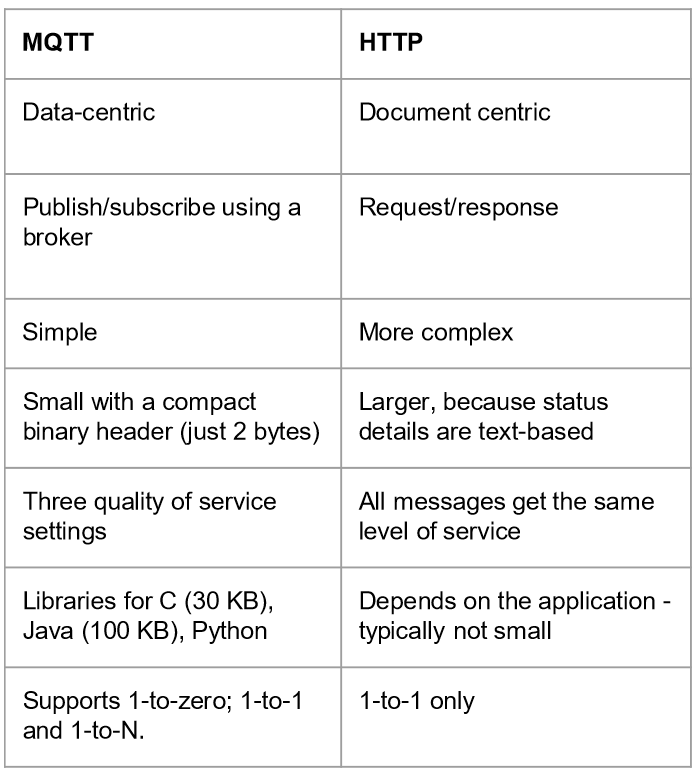 MQTT
HTTP
Data-centric
Document centric
Publish/subscribe using a
broker
Request/response
Simple
More complex
Small with a compact
binary header (just 2 bytes)
Larger, because status
details are text-based
Three quality of service
settings
All messages get the same
level of service
Libraries for C (30 KB),
Java (100 KB), Python
Depends on the application -
typically not small
Supports 1-to-zero; 1-to-1
and 1-to-N.
1-to-1 only